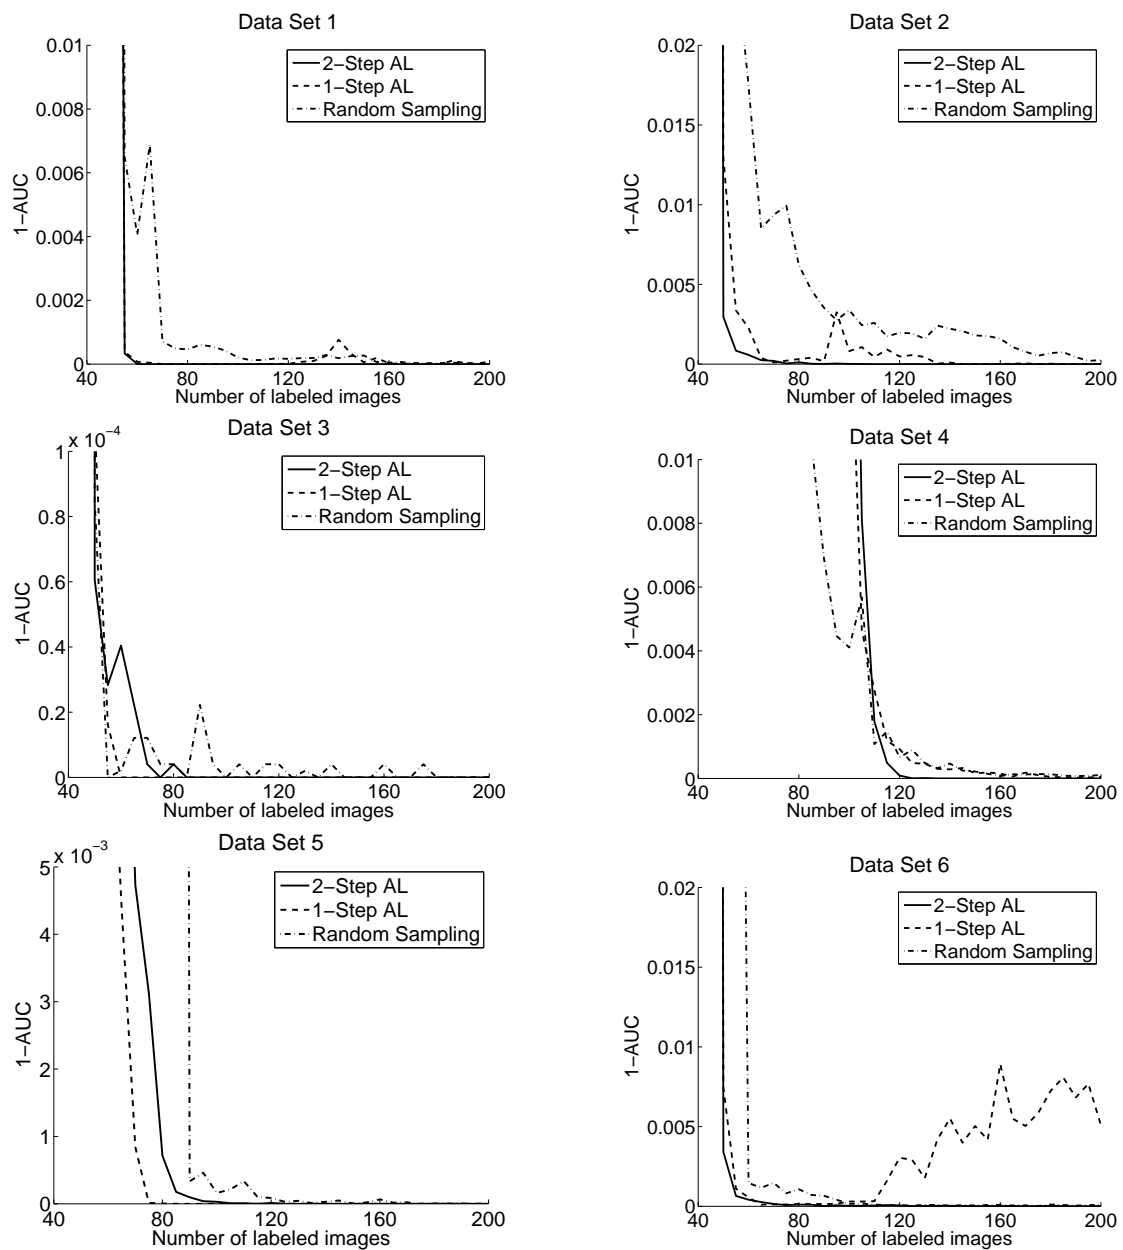 Data Set 1
0.01
0.008
0.006
0.004
0.002
0
1−AUC
2−Step AL
1−Step AL
Random Sampling
40 80 120 160 200
Number of labeled images
Data Set 2
0.02
0.015
0.01
0.005
0
1−AUC
2−Step AL
1−Step AL
Random Sampling
40 80 120 160 200
Number of labeled images
Data Set 3
x 10−4
1
0.8
0.6
0.4
0.2
0
1−AUC
2−Step AL
1−Step AL
Random Sampling
40 80 120 160 200
Number of labeled images
Data Set 4
0.01
0.008
0.006
0.004
0.002
0
1−AUC
2−Step AL
1−Step AL
Random Sampling
40 80 120 160 200
Number of labeled images
Data Set 5
x 10−3
5
4
3
2
1
0
1−AUC
2−Step AL
1−Step AL
Random Sampling
40 80 120 160 200
Number of labeled images
Data Set 6
0.02
0.015
0.01
0.005
0
1−AUC
2−Step AL
1−Step AL
Random Sampling
40 80 120 160 200
Number of labeled images